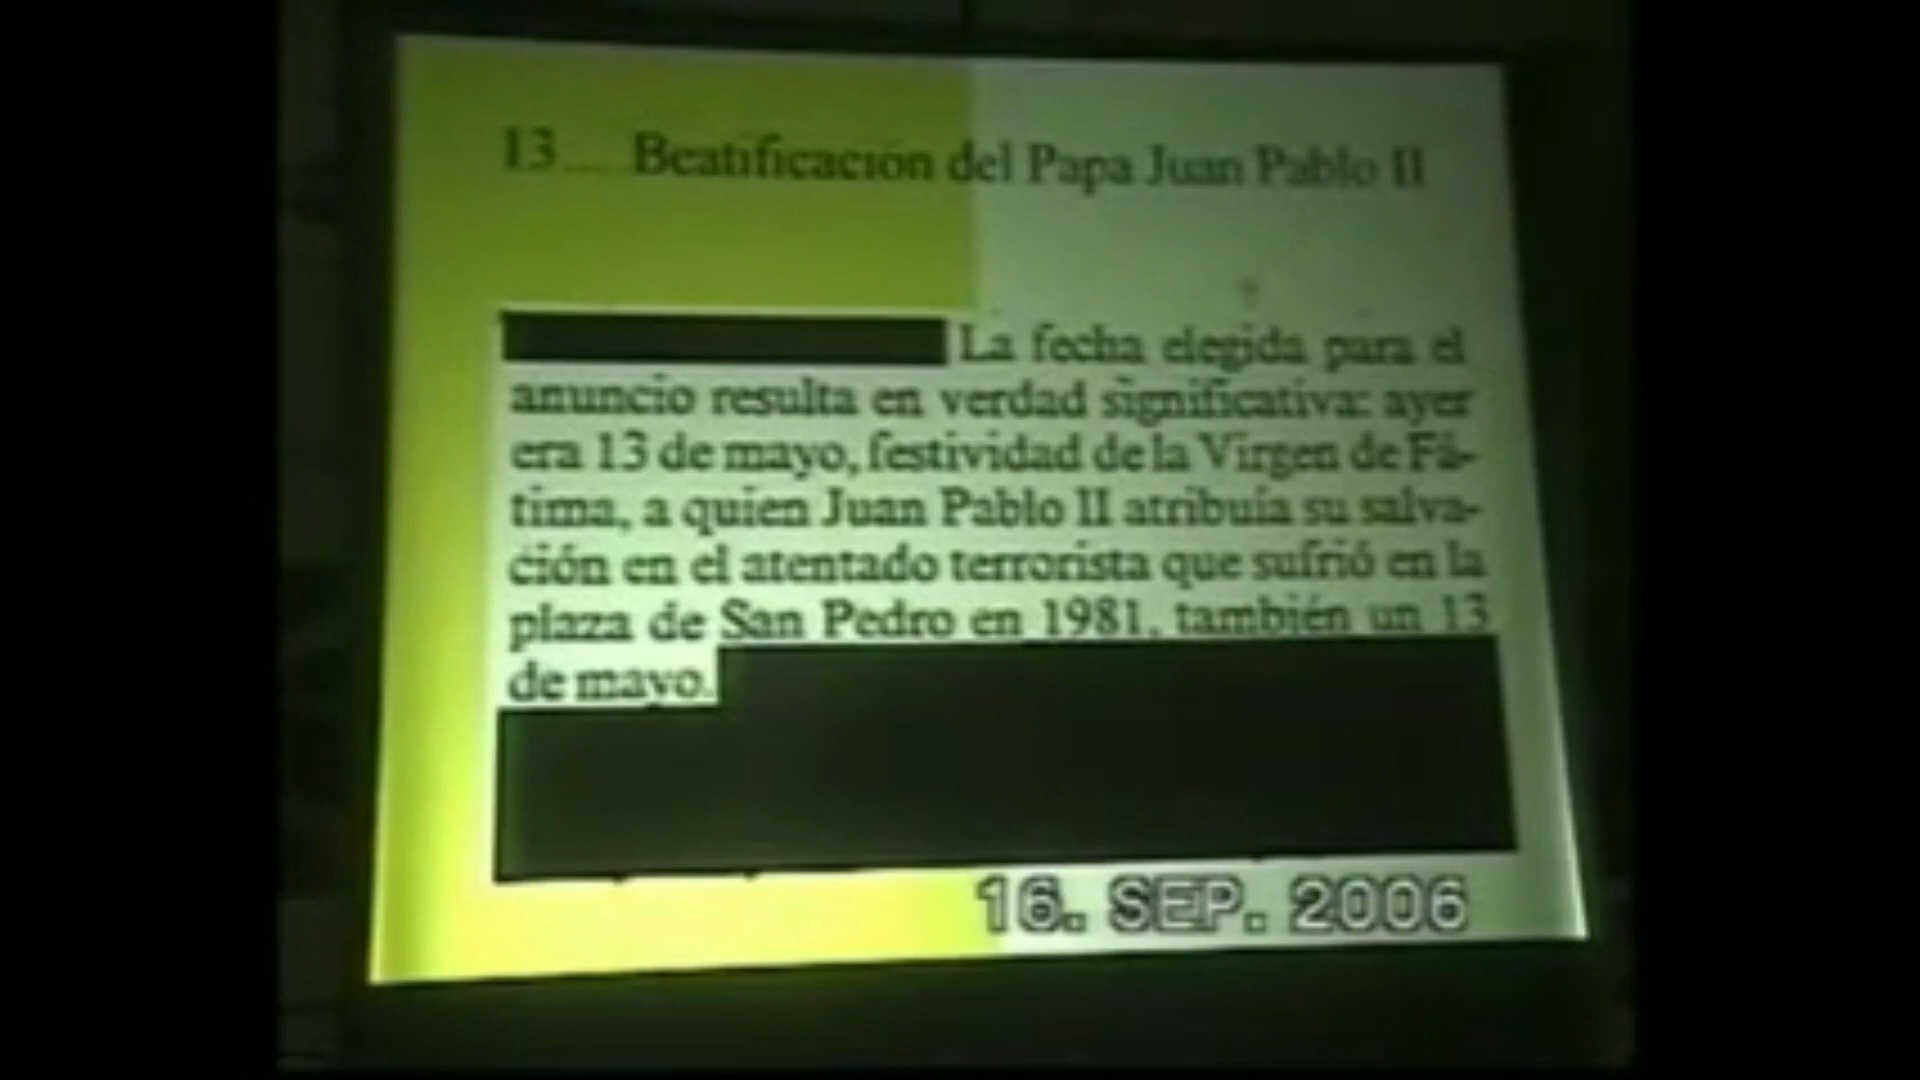 13.... Beatificación del Papa Juan Pablo II
La fecha elegida para el
anuncio resulta en verdad significativa: ayer
era 13 de mayo, festividad de la Virgen de Fá-
tima, a quien Juan Pablo II atribuía su salva-
ción en el atentado terrorista que sufrió en la
plaza de San Pedro en 1981, también un 13
de mayo.
16. SEP. 2006